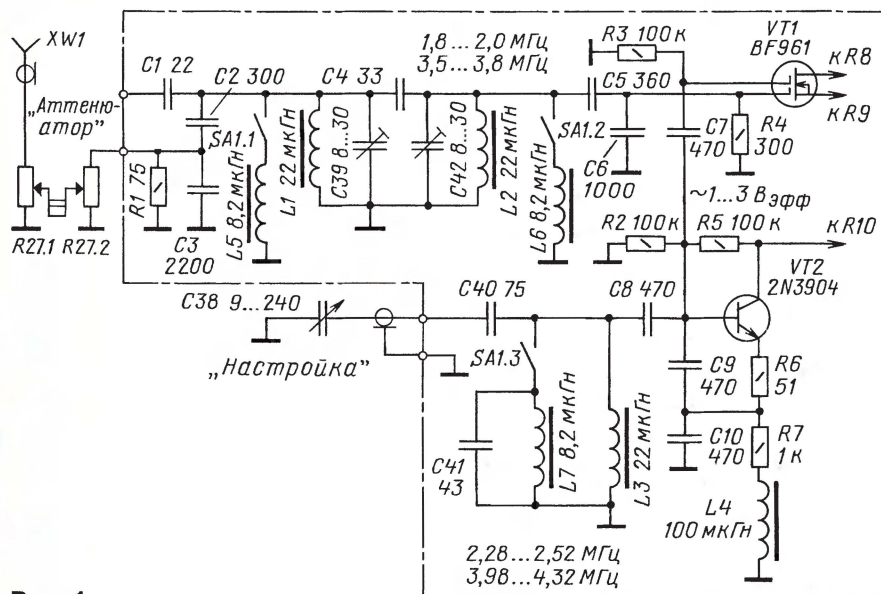 XW1
„Аттеню-
атор"
R27.1 R27.2
C1 22
C2 300
R1 75
C3
2200
SA1.1
L5 8,2 мкГн
L1 22 мкГн
C39 8...30
C4 33
1,8...2,0 МГц
3,5...3,8 МГц
C42 8...30
L2 22 мкГн
SA1.2
L6 8,2 мкГн
C5 360
C6
1000
R3 100 к
VT1
BF961
к R8
к R9
C7
470
R4
300
~1...3 Вэфф
R2 100 к
R5 100 к
к R10
VT2
2N3904
C38 9...240
„Настройка"
C40 75
SA1.3
C8 470
C41
43
L7 8,2 мкГн
L3 22 мкГн
C9
470
C10
470
R6
51
R7
1 к
L4
100 мкГн
2,28...2,52 МГц
3,98...4,32 МГц